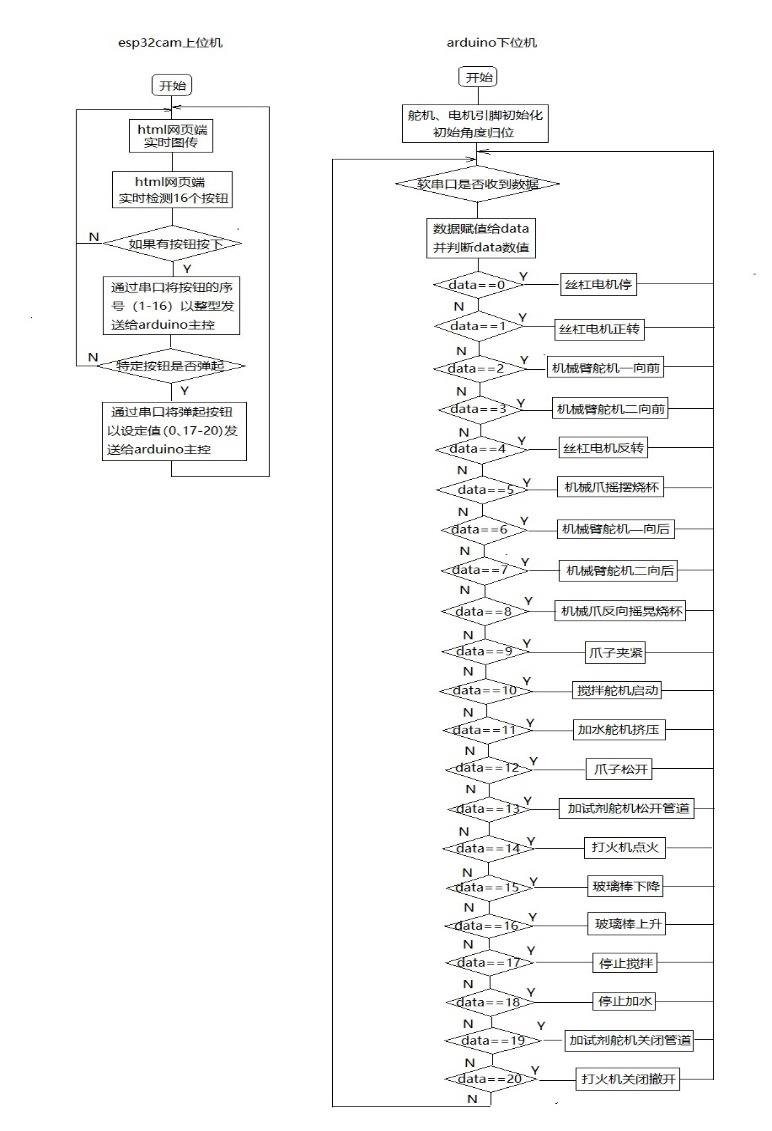 esp32cam上位机
开始
html网页端
实时图传
html网页端
实时检测16个按钮
如果有按钮按下
N
Y
通过串口将按钮的序
号（1-16）以整型发
送给arduino主控
特定按钮是否弹起
N
Y
通过串口将弹起按钮
以设定值(0、17-20)发
送给arduino主控
arduino下位机
开始
舵机、电机引脚初始化
初始角度归位
软串口是否收到数据
数据赋值给data
并判断data数值
data==0 Y 丝杠电机停
N
data==1 Y 丝杠电机正转
N
data==2 Y 机械臂舵机一向前
N
data==3 Y 机械臂舵机二向前
N
data==4 Y 丝杠电机反转
N
data==5 Y 机械爪摇摆烧杯
N
data==6 Y 机械臂舵机一向后
N
data==7 Y 机械臂舵机二向后
N
data==8 Y 机械爪反向摇晃烧杯
N
data==9 Y 爪子夹紧
N
data==10 Y 搅拌舵机启动
N
data==11 Y 加水舵机挤压
N
data==12 Y 爪子松开
N
data==13 Y 加试剂舵机松开管道
N
data==14 Y 打火机点火
N
data==15 Y 玻璃棒下降
N
data==16 Y 玻璃棒上升
N
data==17 Y 停止搅拌
N
data==18 Y 停止加水
N
data==19 Y 加试剂舵机关闭管道
N
data==20 Y 打火机关闭撤开
N